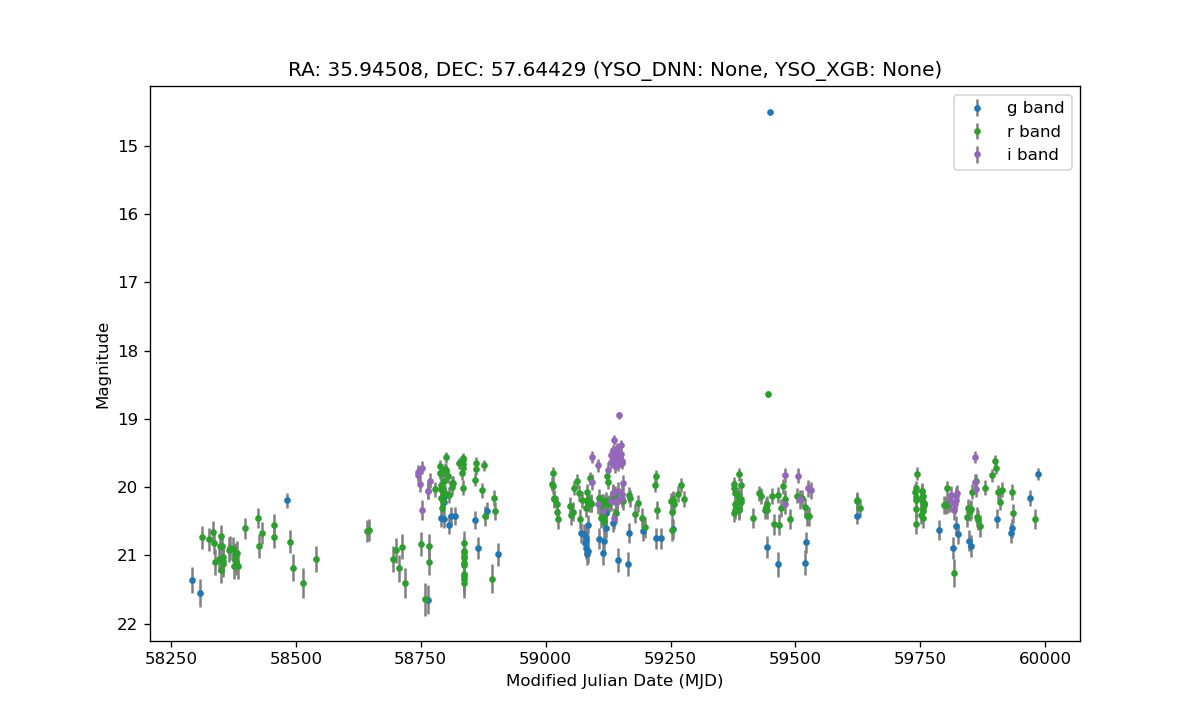 RA: 35.94508, DEC: 57.64429 (YSO_DNN: None, YSO_XGB: None)
g band
r band
i band
15
16
17
18
19
20
21
22
Magnitude
58250 58500 58750 59000 59250 59500 59750 60000
Modified Julian Date (MJD)